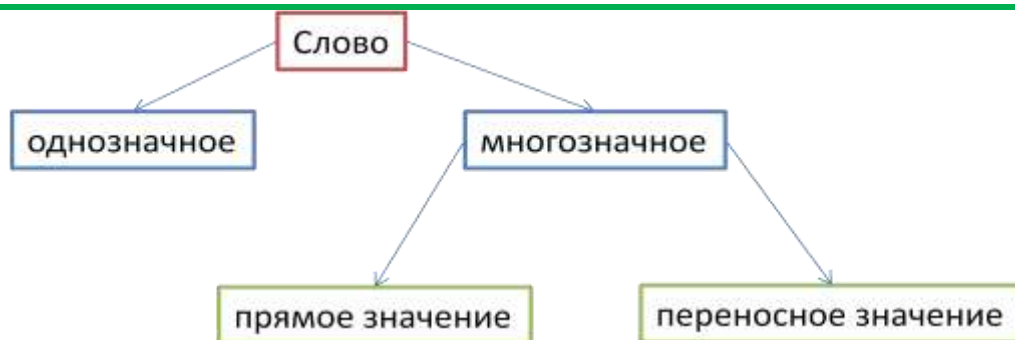 Слово
однозначное
многозначное
прямое значение
переносное значение